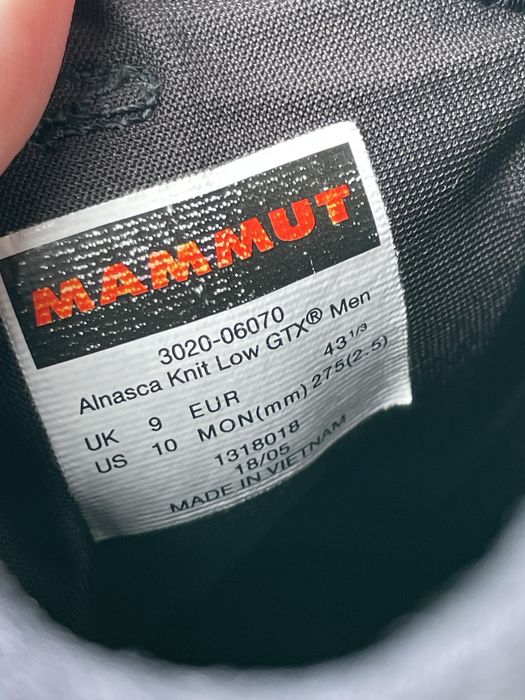 MAMMUT
3020-06070
Alnasca Knit Low GTX® Men
UK 9 EUR 43 1/3
US 10 MON(mm) 275(2.5)
1318018
18/05
MADE IN VIETNAM